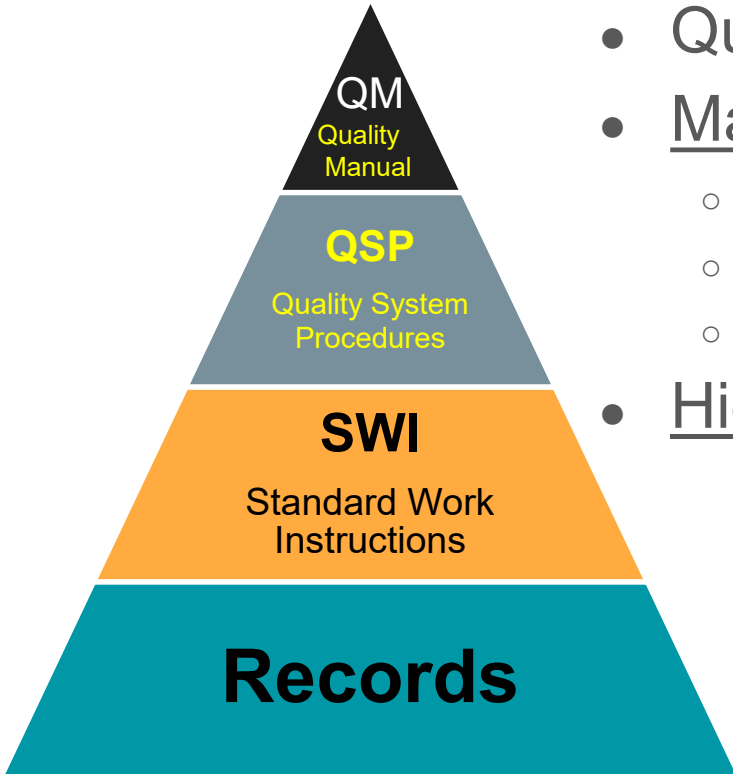 QM
Quality
Manual
QSP
Quality System
Procedures
SWI
Standard Work
Instructions
Records